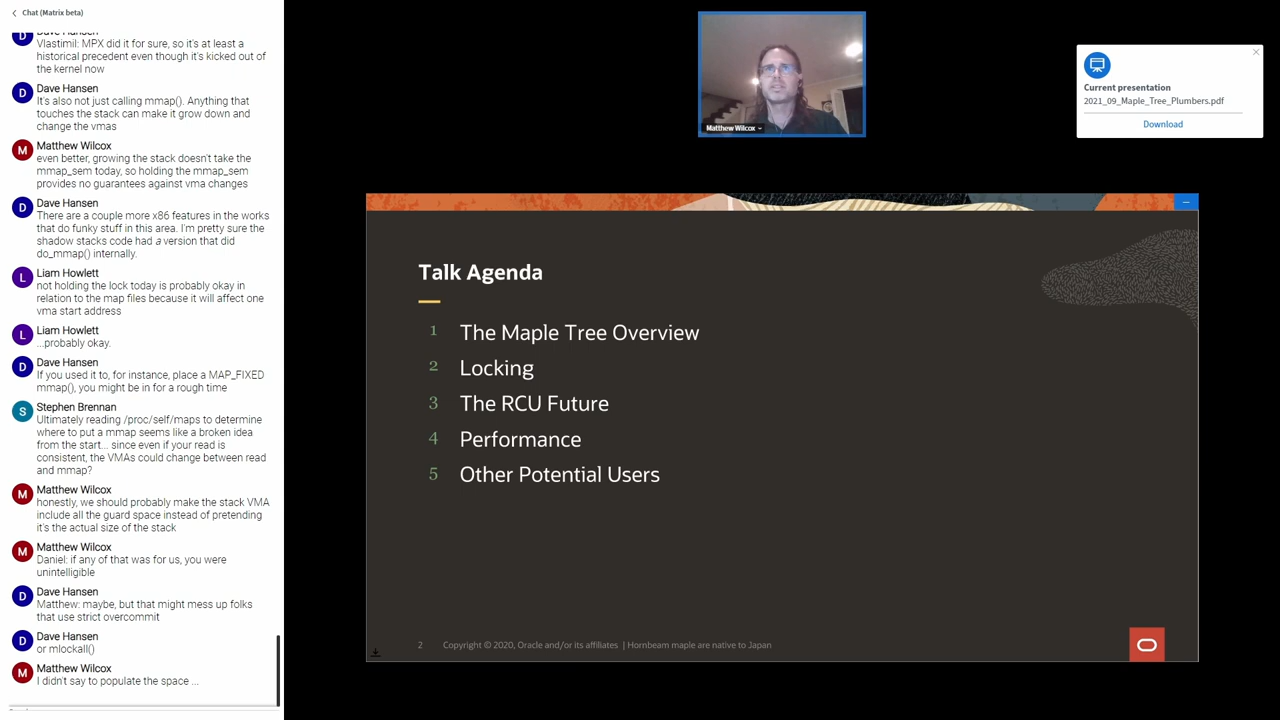 Chat (Matrix beta)
Dave Hansen
Vlastimil: MPX did it for sure, so it's at least a
historical precedent even though it's kicked out of
the kernel now
D
Dave Hansen
It's also not just calling mmap(). Anything that
touches the stack can make it grow down and
change the vmas
M
Matthew Wilcox
even better, growing the stack doesn't take the
mmap_sem today, so holding the mmap_sem
provides no guarantees against vma changes
D
Dave Hansen
There are a couple more x86 features in the works
that do funky stuff in this area. I'm pretty sure the
shadow stacks code had a version that did
do_mmap() internally.
L
Liam Howlett
not holding the lock today is probably okay in
relation to the map files because it will affect one
vma start address
L
Liam Howlett
...probably okay.
D
Dave Hansen
If you used it to, for instance, place a MAP_FIXED
mmap(), you might be in for a rough time
S
Stephen Brennan
Ultimately reading /proc/self/maps to determine
where to put a mmap seems like a broken idea
from the start... since even if your read is
consistent, the VMAs could change between read
and mmap?
M
Matthew Wilcox
honestly, we should probably make the stack VMA
include all the guard space instead of pretending
it's the actual size of the stack
M
Matthew Wilcox
Daniel: if any of that was for us, you were
unintelligible
D
Dave Hansen
Matthew: maybe, but that might mess up folks
that use strict overcommit
D
Dave Hansen
or mlockall()
M
Matthew Wilcox
I didn't say to populate the space ...
Matthew Wilcox
Current presentation
2021_09_Maple_Tree_Plumbers.pdf
Download
Talk Agenda
1 The Maple Tree Overview
2 Locking
3 The RCU Future
4 Performance
5 Other Potential Users
2 Copyright © 2020, Oracle and/or its affiliates | Hornbeam maple are native to Japan